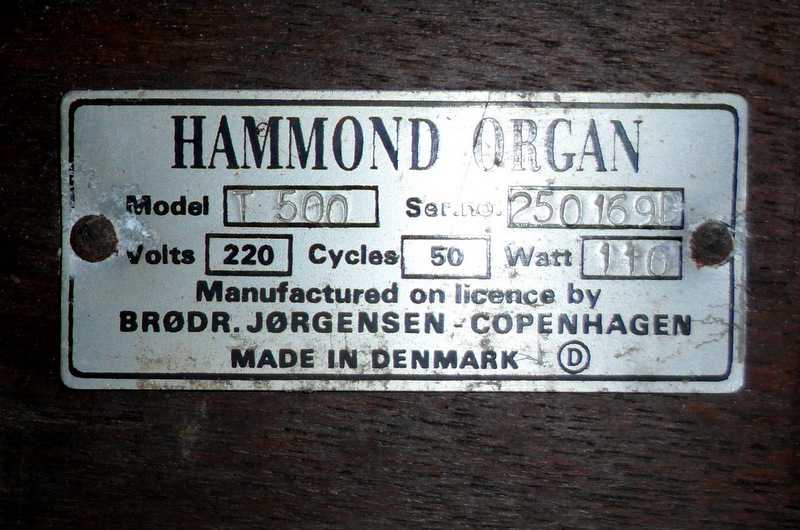 HAMMOND ORGAN
Model T 500 Ser.no.
Volts 220 Cycles 50 Watt 110
Manufactured on licence by
BRØDR. JØRGENSEN - COPENHAGEN
MADE IN DENMARK Ⓓ